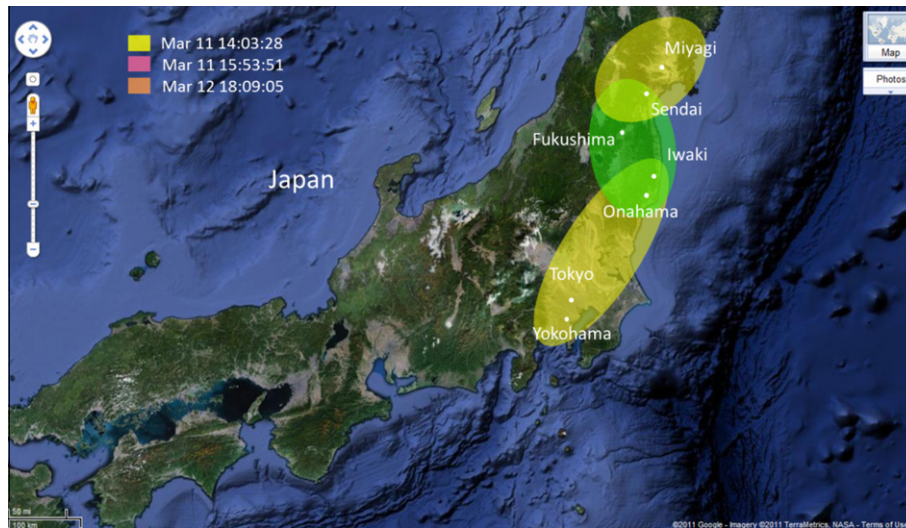 Mar 11 14:03:28
Mar 11 15:53:51
Mar 12 18:09:05
Map
Photos
Miyagi
Sendai
Fukushima
Iwaki
Japan
Onahama
Tokyo
Yokohama
50 mi
100 km
©2011 Google - Imagery ©2011 TerraMetrics, NASA - Terms of Use